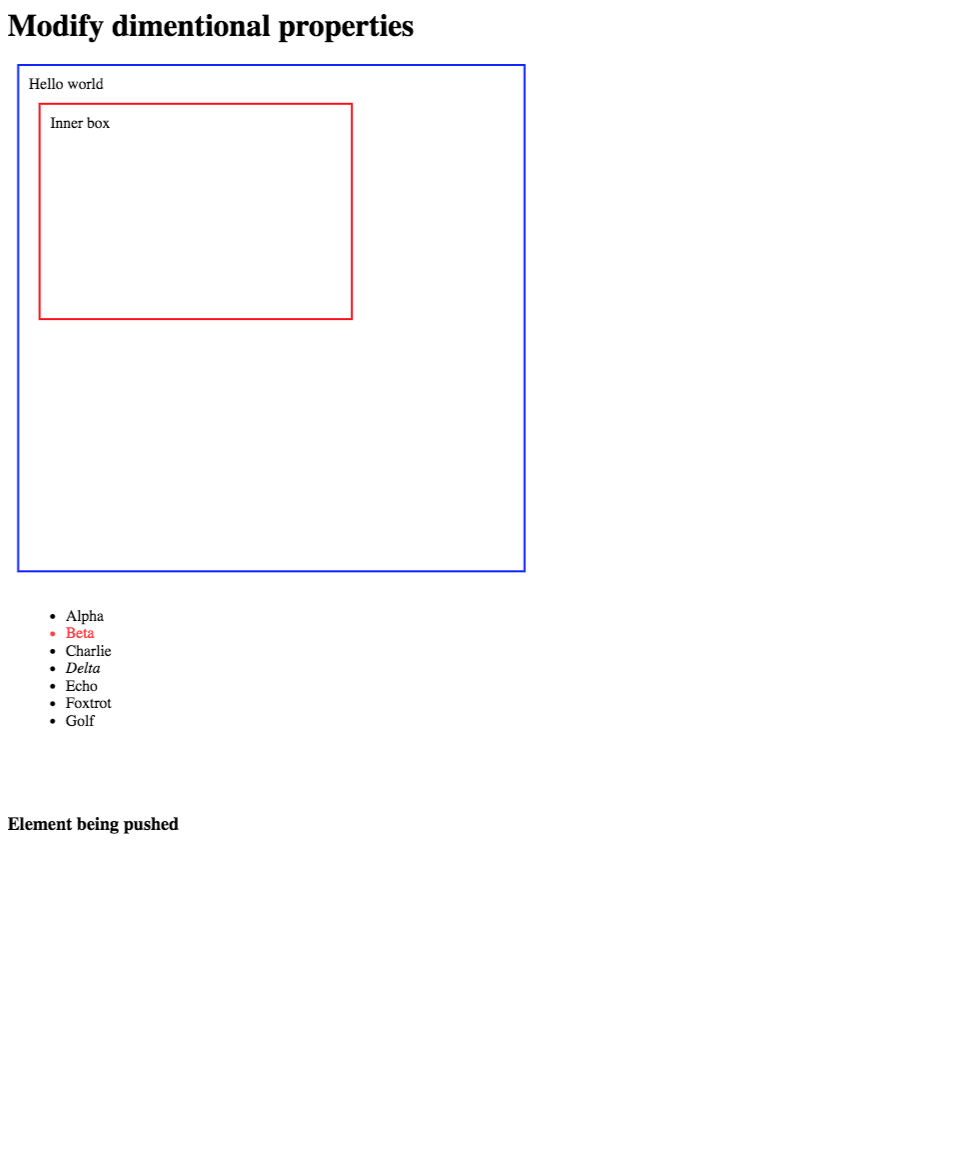 Modify dimentional properties
Hello world
Inner box
Alpha
Beta
Charlie
Delta
Echo
Foxtrot
Golf
Element being pushed